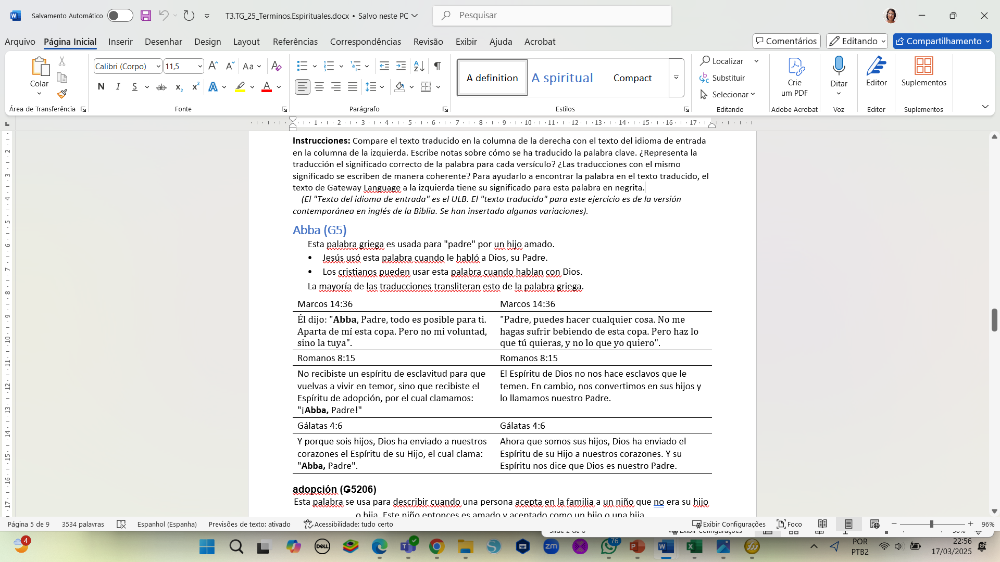 Salvamento Automático
T3.TG_25_Terminos.Espirituales.docx • Salvo neste PC
Pesquisar
Arquivo Página Inicial Inserir Desenhar Design Layout Referências Correspondências Revisão Exibir Ajuda Acrobat
Comentários Editando Compartilhamento
Colar
Calibri (Corpo) 11,5
A definition A spiritual Compact
Localizar
Substituir
Selecionar
Crie um PDF
Ditar
Editor
Suplementos
Área de Transferência Fonte Parágrafo Estilos Editando Adobe Acrobat Voz Editor Suplementos
1 2 3 4 5 6 7 8 9 10 11 12 13 14 15 16 17
Instrucciones: Compare el texto traducido en la columna de la derecha con el texto del idioma de entrada
en la columna de la izquierda. Escribe notas sobre cómo se ha traducido la palabra clave. ¿Representa la
traducción el significado correcto de la palabra para cada versículo? ¿Las traducciones con el mismo
significado se escriben de manera coherente? Para ayudarlo a encontrar la palabra en el texto traducido, el
texto de Gateway Language a la izquierda tiene su significado para esta palabra en negrita.
(El "Texto del idioma de entrada" es el ULB. El "texto traducido" para este ejercicio es de la versión
contemporánea en inglés de la Biblia. Se han insertado algunas variaciones).
Abba (G5)
Esta palabra griega es usada para "padre" por un hijo amado.
• Jesús usó esta palabra cuando le habló a Dios, su Padre.
• Los cristianos pueden usar esta palabra cuando hablan con Dios.
La mayoría de las traducciones transliteran esto de la palabra griega.
Marcos 14:36
Marcos 14:36
Él dijo: "Abba, Padre, todo es posible para ti.
Aparta de mí esta copa. Pero no mi voluntad,
sino la tuya".
"Padre, puedes hacer cualquier cosa. No me
hagas sufrir bebiendo de esta copa. Pero haz lo
que tú quieras, y no lo que yo quiero".
Romanos 8:15
Romanos 8:15
No recibiste un espíritu de esclavitud para que
vuelvas a vivir en temor, sino que recibiste el
Espíritu de adopción, por el cual clamamos:
"¡Abba, Padre!"
El Espíritu de Dios no nos hace esclavos que le
temen. En cambio, nos convertimos en sus hijos y
lo llamamos nuestro Padre.
Gálatas 4:6
Gálatas 4:6
Y porque sois hijos, Dios ha enviado a nuestros
corazones el Espíritu de su Hijo, el cual clama:
"Abba, Padre".
Ahora que somos sus hijos, Dios ha enviado el
Espíritu de su Hijo a nuestros corazones. Y su
Espíritu nos dice que Dios es nuestro Padre.
adopción (G5206)
Esta palabra se usa para describir cuando una persona acepta en la familia a un niño que no era su hijo
o hija. Este niño entonces es amado y aceptado como un hijo o una hija
Página 5 de 9 3534 palavras Espanhol (Espanha) Previsões de texto: ativado Acessibilidade: tudo certo Exibir Configurações Foco 96%
Slide 2 de 8 Exibir Configurações
4
DELL
zm
76
POR
PTB2
22:56
17/03/2025